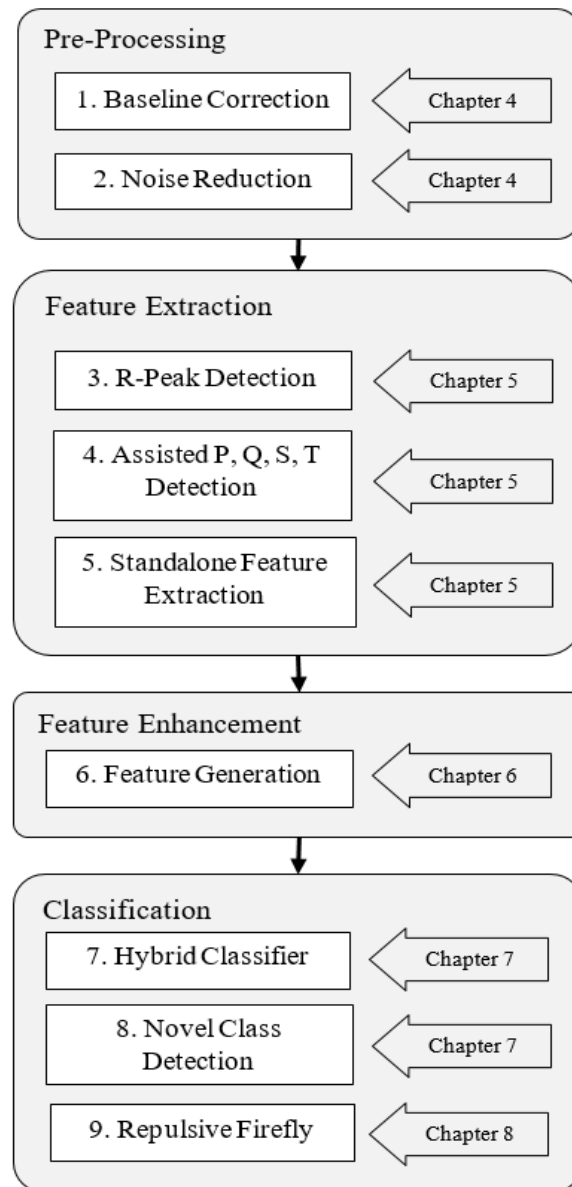 Pre-Processing
1. Baseline Correction
Chapter 4
2. Noise Reduction
Chapter 4
Feature Extraction
3. R-Peak Detection
Chapter 5
4. Assisted P, Q, S, T
Detection
Chapter 5
5. Standalone Feature
Extraction
Chapter 5
Feature Enhancement
6. Feature Generation
Chapter 6
Classification
7. Hybrid Classifier
Chapter 7
8. Novel Class
Detection
Chapter 7
9. Repulsive Firefly
Chapter 8